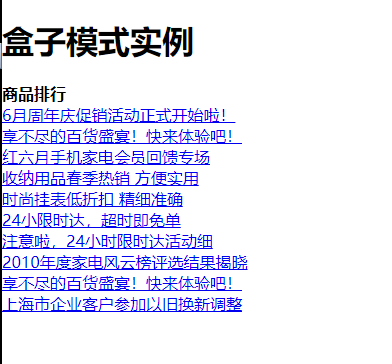 盒子模式实例
商品排行
6月周年庆促销活动正式开始啦！
享不尽的百货盛宴！快来体验吧！
红六月手机家电会员回馈专场
收纳用品春季热销 方便实用
时尚挂表低折扣 精细准确
24小限时达，超时即免单
注意啦，24小时限时达活动细
2010年度家电风云榜评选结果揭晓
享不尽的百货盛宴！快来体验吧！
上海市企业客户参加以旧换新调整